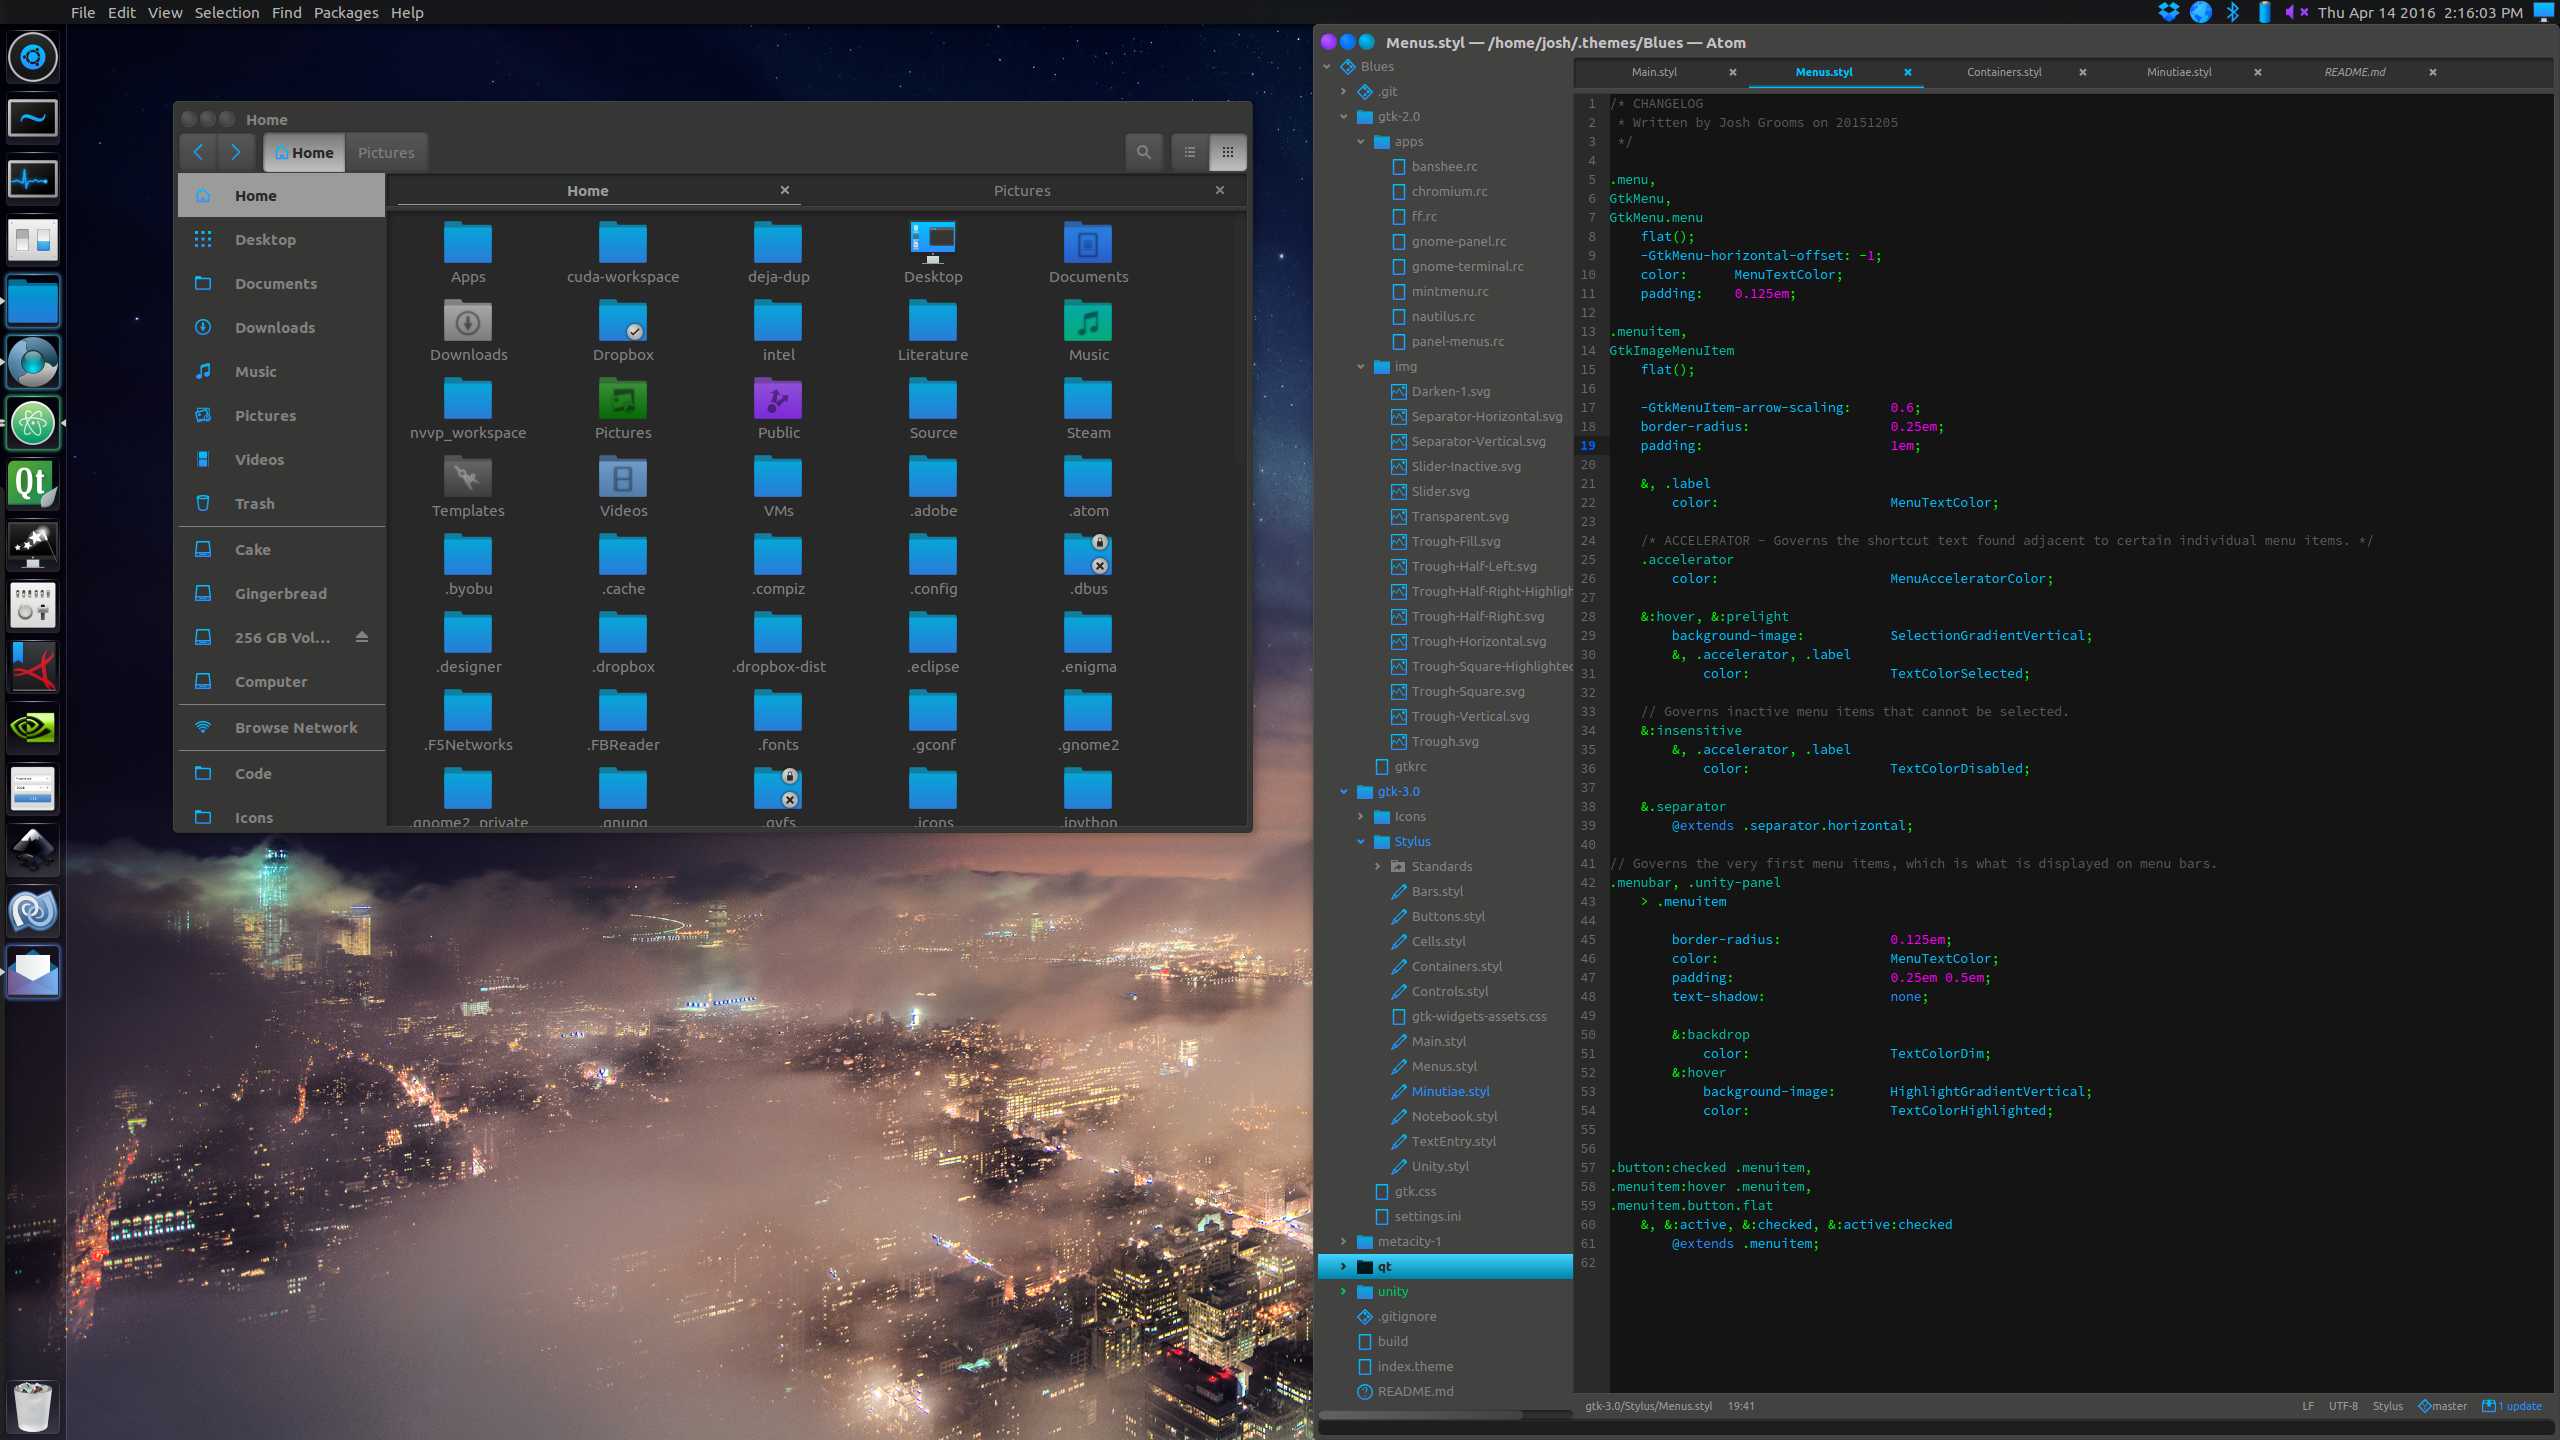 File Edit View Selection Find Packages Help
Thu Apr 14 2016 2:16:03 PM
Qt
Home
Home Pictures
Home
Desktop
Documents
Downloads
Music
Pictures
Videos
Trash
Cake
Gingerbread
256 GB Vol...
Computer
Browse Network
Code
Icons
Home Pictures
Apps cuda-workspace deja-dup Desktop Documents
Downloads Dropbox intel Literature Music
nvvp_workspace Pictures Public Source Steam
Templates Videos VMs .adobe .atom
.byobu .cache .compiz .config .dbus
.designer .dropbox .dropbox-dist .eclipse .enigma
.F5Networks .FBReader .fonts .gconf .gnome2
.gnome2_private .gnupg .gvfs .icons .ipython
Menus.styl — /home/josh/.themes/Blues — Atom
Blues
.git
gtk-2.0
apps
banshee.rc
chromium.rc
ff.rc
gnome-panel.rc
gnome-terminal.rc
mintmenu.rc
nautilus.rc
panel-menus.rc
img
Darken-1.svg
Separator-Horizontal.svg
Separator-Vertical.svg
Slider-Inactive.svg
Slider.svg
Transparent.svg
Trough-Fill.svg
Trough-Half-Left.svg
Trough-Half-Right-Highligh
Trough-Half-Right.svg
Trough-Horizontal.svg
Trough-Square-Highlighted
Trough-Square.svg
Trough-Vertical.svg
Trough.svg
gtkrc
gtk-3.0
Icons
Stylus
Standards
Bars.styl
Buttons.styl
Cells.styl
Containers.styl
Controls.styl
gtk-widgets-assets.css
Main.styl
Menus.styl
Minutiae.styl
Notebook.styl
TextEntry.styl
Unity.styl
gtk.css
settings.ini
metacity-1
qt
unity
.gitignore
build
index.theme
README.md
Main.styl Menus.styl Containers.styl Minutiae.styl README.md
1 /* CHANGELOG
2  * Written by Josh Grooms on 20151205
3  */
4
5 .menu,
6 GtkMenu,
7 GtkMenu.menu
8     flat();
9     -GtkMenu-horizontal-offset: -1;
10     color:      MenuTextColor;
11     padding:    0.125em;
12
13 .menuitem,
14 GtkImageMenuItem
15     flat();
16
17     -GtkMenuItem-arrow-scaling:     0.6;
18     border-radius:                  0.25em;
19     padding:                        1em;
20
21     &, .label
22         color:                      MenuTextColor;
23
24     /* ACCELERATOR - Governs the shortcut text found adjacent to certain individual menu items. */
25     .accelerator
26         color:                      MenuAcceleratorColor;
27
28     &:hover, &:prelight
29         background-image:           SelectionGradientVertical;
30         &, .accelerator, .label
31             color:                  TextColorSelected;
32
33     // Governs inactive menu items that cannot be selected.
34     &:insensitive
35         &, .accelerator, .label
36             color:                  TextColorDisabled;
37
38     &.separator
39         @extends .separator.horizontal;
40
41 // Governs the very first menu items, which is what is displayed on menu bars.
42 .menubar, .unity-panel
43     > .menuitem
44
45         border-radius:              0.125em;
46         color:                      MenuTextColor;
47         padding:                    0.25em 0.5em;
48         text-shadow:                none;
49
50         &:backdrop
51             color:                  TextColorDim;
52         &:hover
53             background-image:       HighlightGradientVertical;
54             color:                  TextColorHighlighted;
55
56
57 .button:checked .menuitem,
58 .menuitem:hover .menuitem,
59 .menuitem.button.flat
60     &, &:active, &:checked, &:active:checked
61         @extends .menuitem;
62
gtk-3.0/Stylus/Menus.styl 19:41 LF UTF-8 Stylus master 1 update